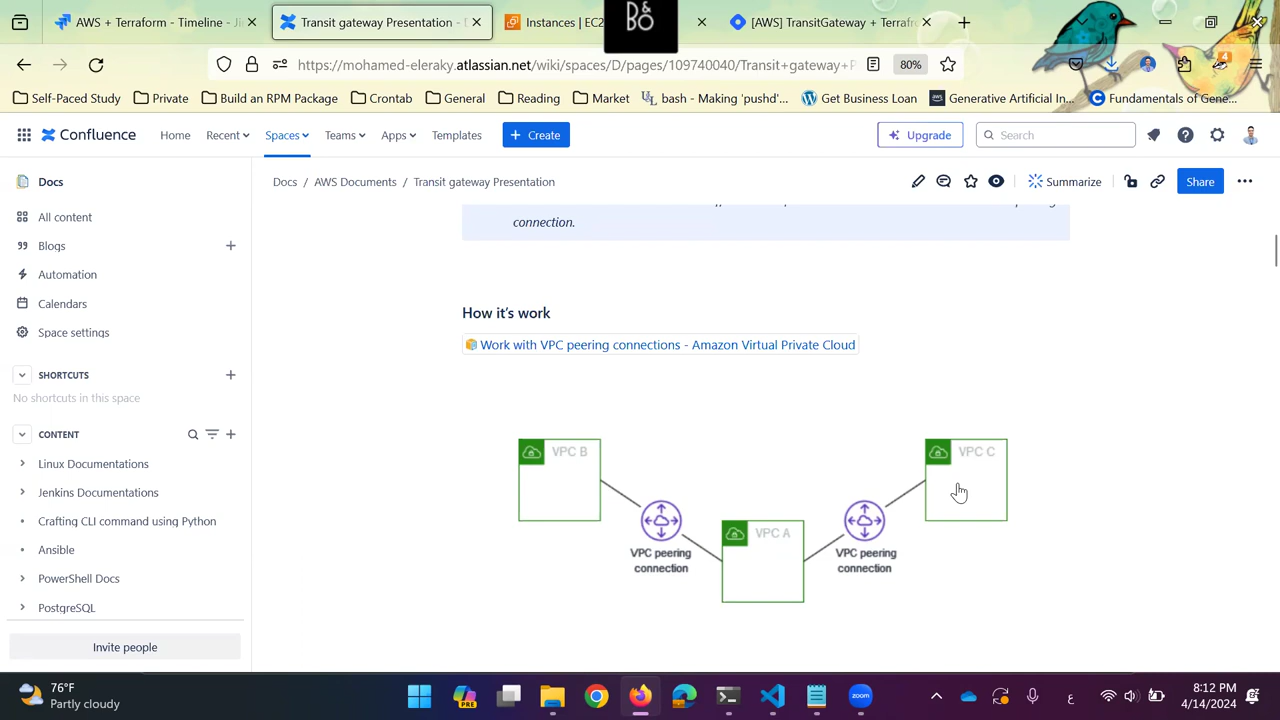 AWS + Terraform - Timeline - Ji
Transit gateway Presentation -
Instances | EC2
D&
BO
[AWS] TransitGateway + Terrafr
https://mohamed-eleraky.atlassian.net/wiki/spaces/D/pages/109740040/Transit+gateway+P
80%
Self-Paced Study
Private
Build an RPM Package
Crontab
General
Reading
Market
bash - Making 'pushd'...
Get Business Loan
Generative Artificial In...
Fundamentals of Gene...
Confluence
Home
Recent
Spaces
Teams
Apps
Templates
+ Create
Upgrade
Search
Docs
Docs / AWS Documents / Transit gateway Presentation
Summarize
Share
All content
Blogs
Automation
Calendars
Space settings
SHORTCUTS
No shortcuts in this space
CONTENT
Linux Documentations
Jenkins Documentations
Crafting CLI command using Python
Ansible
PowerShell Docs
PostgreSQL
Invite people
connection.
How it's work
Work with VPC peering connections - Amazon Virtual Private Cloud
VPC B
VPC C
VPC A
VPC peering
connection
VPC peering
connection
76°F
Partly cloudy
PRE
zoom
ع
8:12 PM
4/14/2024